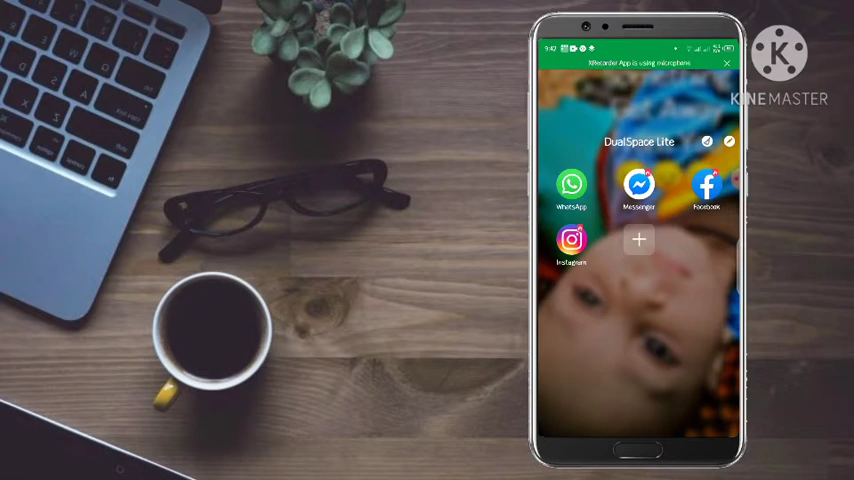 9:42
XRecorder App is using microphone
KINEMASTER
DualSpace Lite
WhatsApp
Messenger
Facebook
Instagram